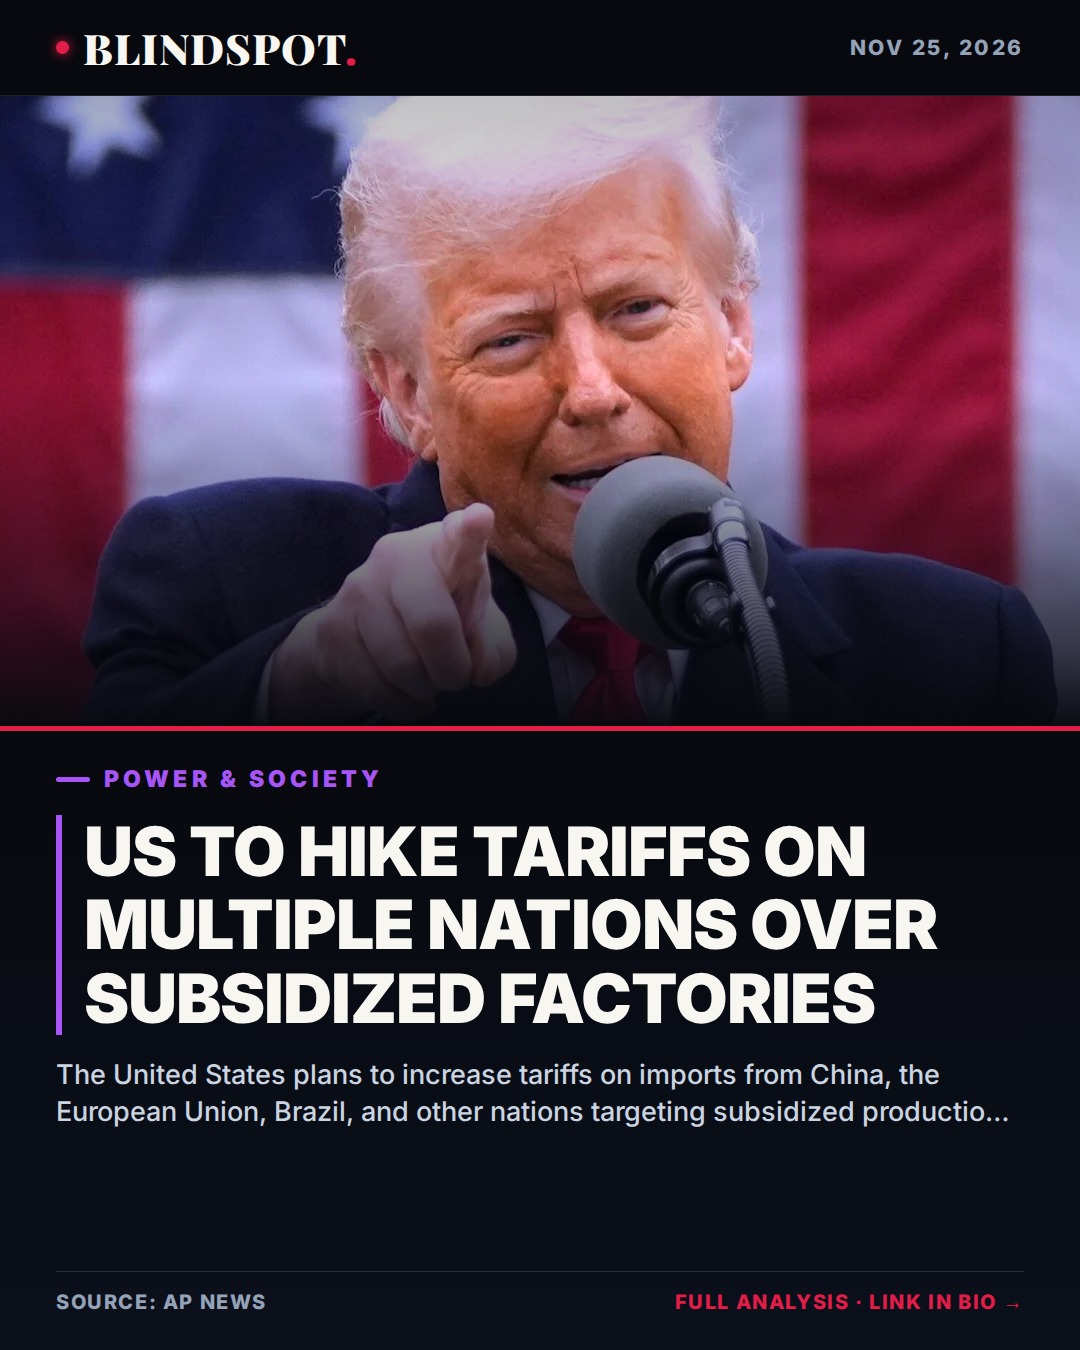 BLINDSPOT.
NOV 25, 2026
POWER & SOCIETY
US TO HIKE TARIFFS ON
MULTIPLE NATIONS OVER
SUBSIDIZED FACTORIES
The United States plans to increase tariffs on imports from China, the
European Union, Brazil, and other nations targeting subsidized productio...
SOURCE: AP NEWS
FULL ANALYSIS · LINK IN BIO →